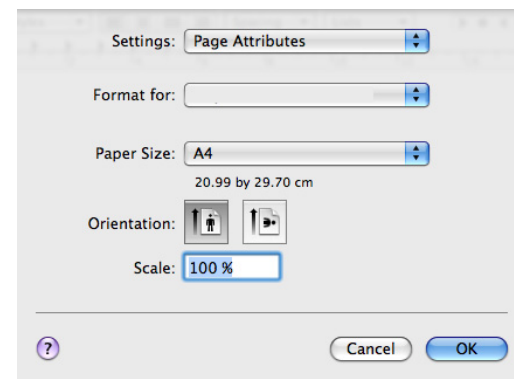 Settings: Page Attributes
Format for:
Paper Size: A4
20.99 by 29.70 cm
Orientation:
Scale: 100 %
? Cancel OK